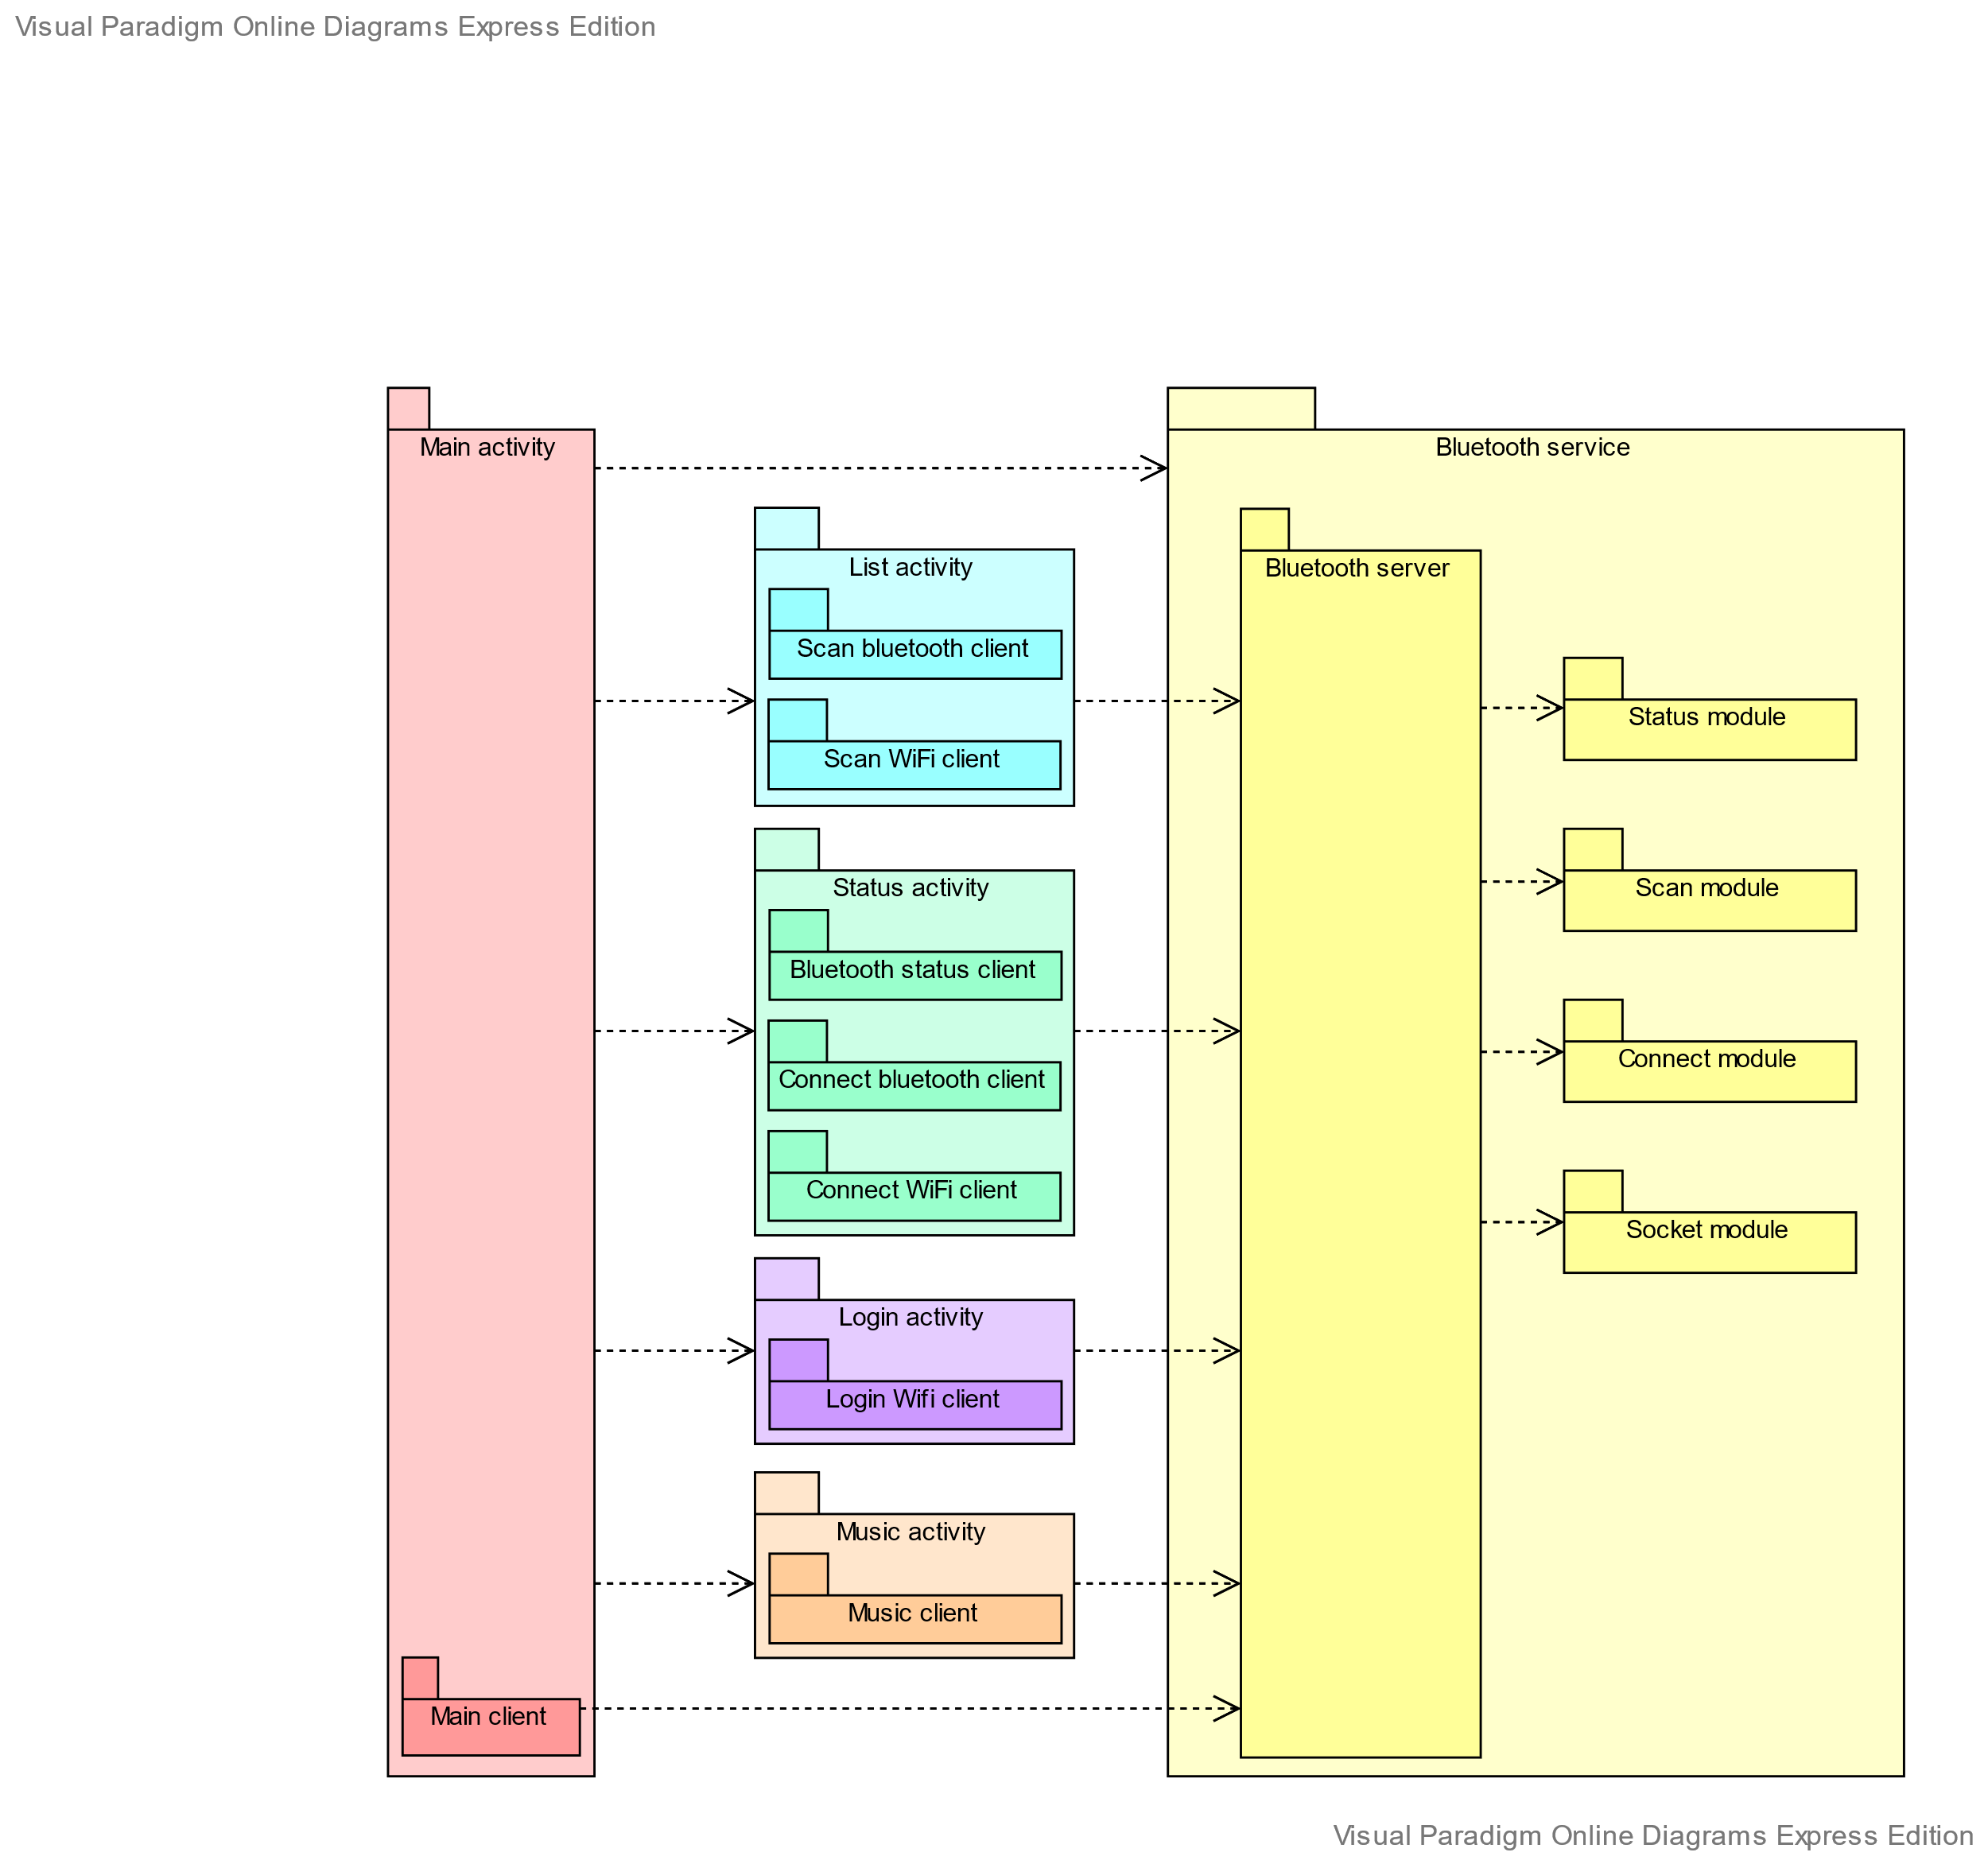 Visual Paradigm Online Diagrams Express Edition
Main activity
Bluetooth service
List activity
Bluetooth server
Scan bluetooth client
Scan WiFi client
Status module
Status activity
Scan module
Bluetooth status client
Connect bluetooth client
Connect module
Connect WiFi client
Socket module
Login activity
Login Wifi client
Music activity
Music client
Main client
Visual Paradigm Online Diagrams Express Edition